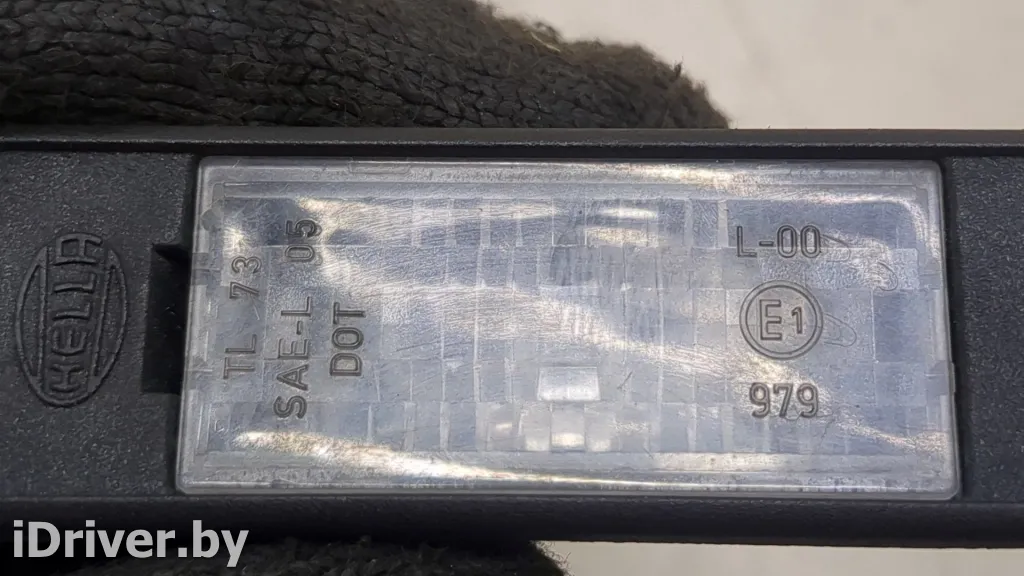 HELLA
TL 73
SAE-L 05
DOT
L-00
E1
979
iDriver.by